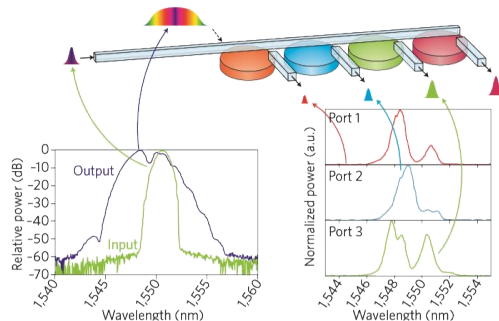 0
-10
-20
-30
-40
-50
-60
-70
Relative power (dB)
Output
Input
1,540
1,545
1,550
1,555
1,560
Wavelength (nm)
Normalized power (a.u.)
Port 1
Port 2
Port 3
1,544
1,546
1,548
1,550
1,552
1,554
Wavelength (nm)